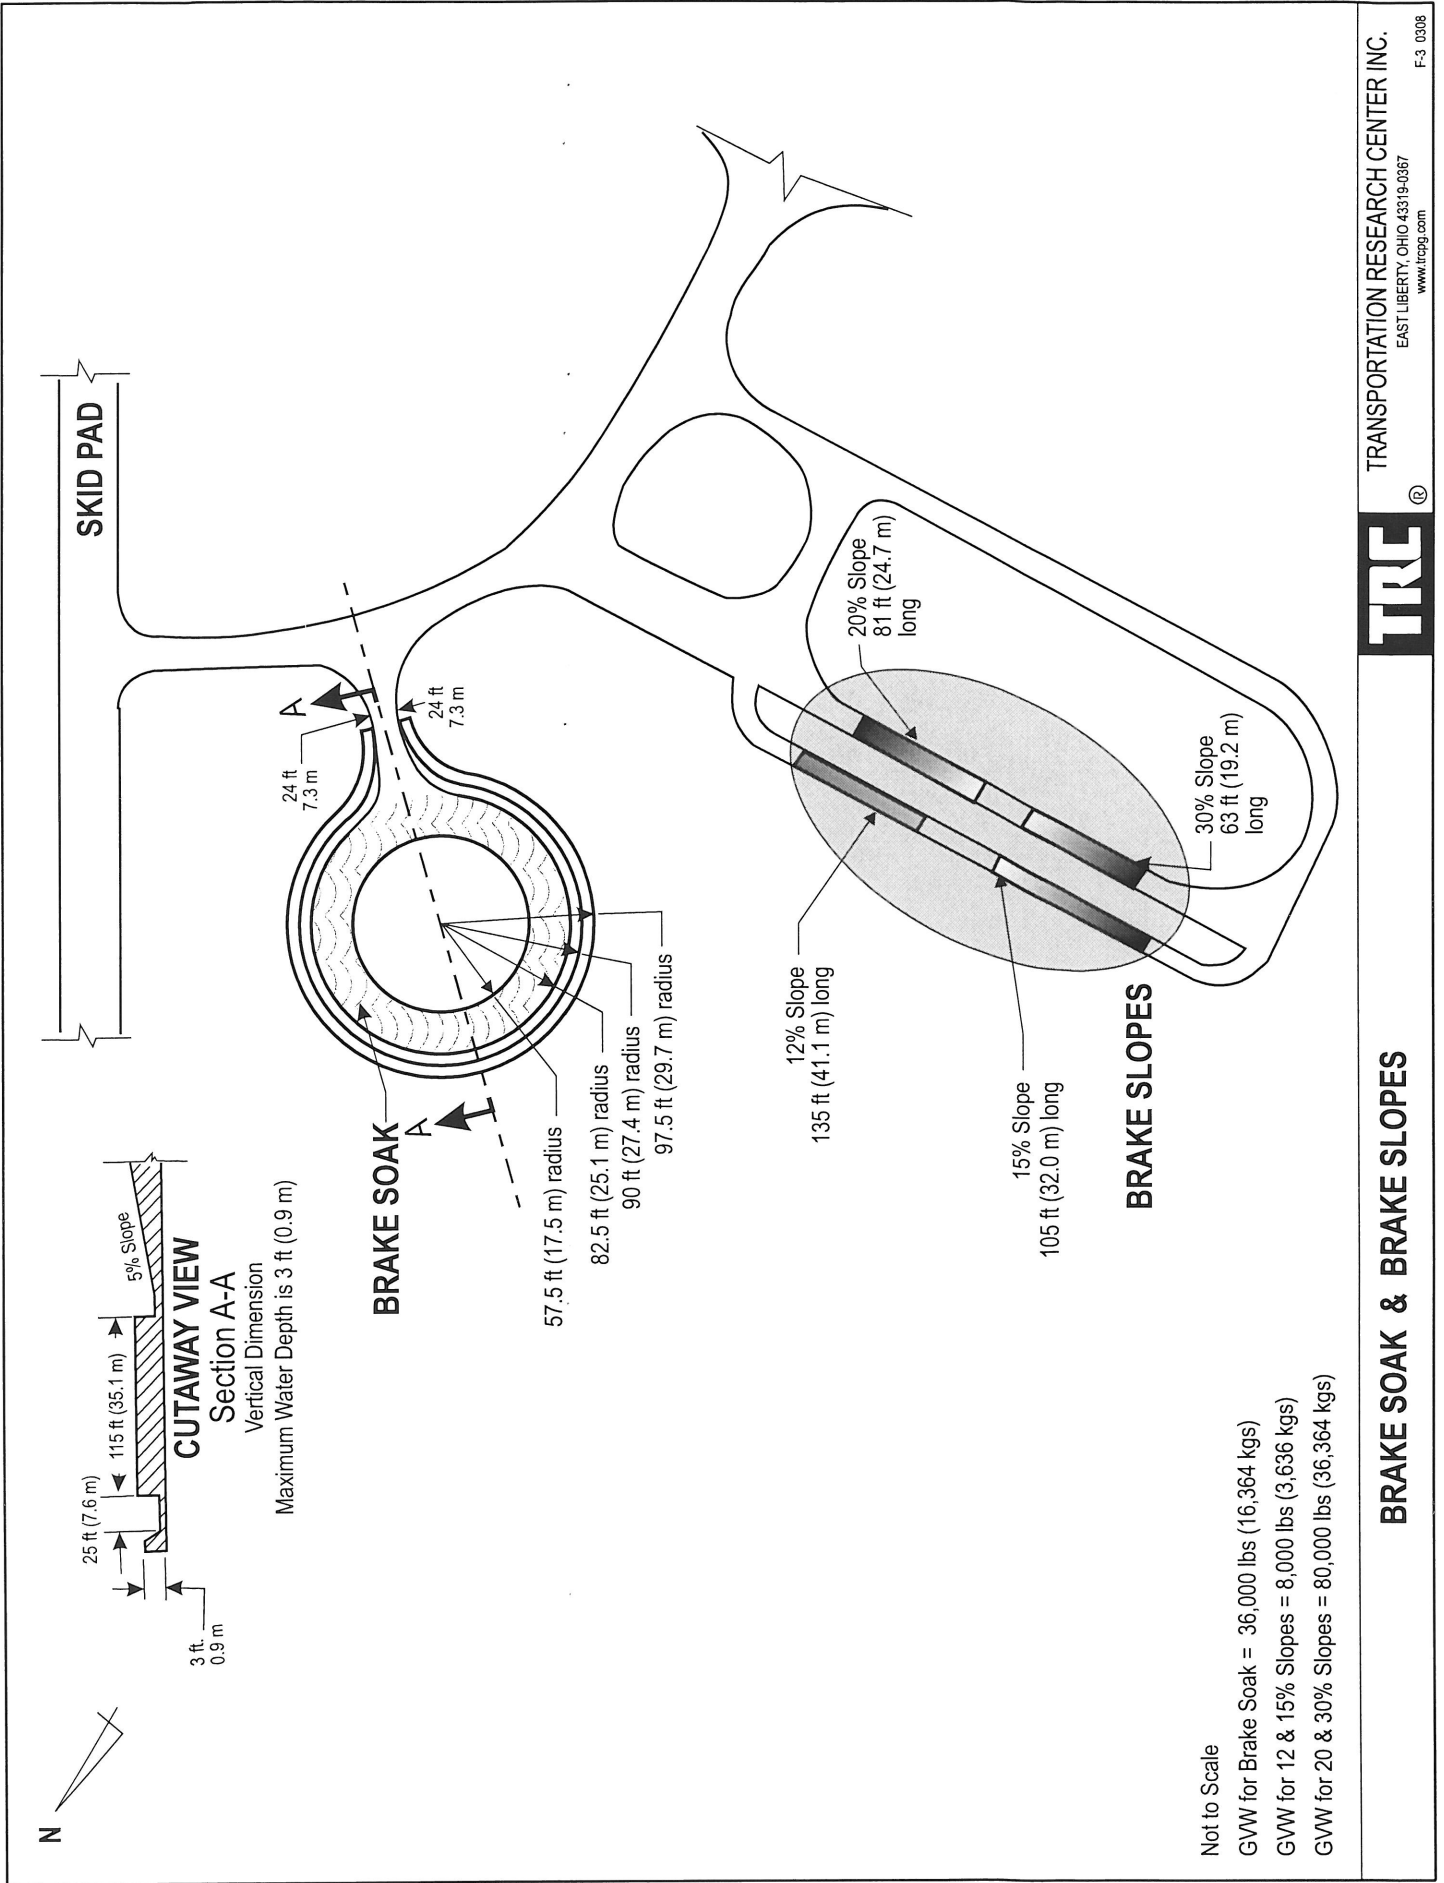 SKID PAD
25 ft (7.6 m)
115 ft (35.1 m)
5% Slope
3 ft.
0.9 m
CUTAWAY VIEW
Section A-A
Vertical Dimension
Maximum Water Depth is 3 ft (0.9 m)
N
A
24 ft
7.3 m
24 ft
7.3 m
BRAKE SOAK
A
57.5 ft (17.5 m) radius
82.5 ft (25.1 m) radius
90 ft (27.4 m) radius
97.5 ft (29.7 m) radius
12% Slope
135 ft (41.1 m) long
20% Slope
81 ft (24.7 m)
long
15% Slope
105 ft (32.0 m) long
30% Slope
63 ft (19.2 m)
long
BRAKE SLOPES
Not to Scale
GVW for Brake Soak = 36,000 lbs (16,364 kgs)
GVW for 12 & 15% Slopes = 8,000 lbs (3,636 kgs)
GVW for 20 & 30% Slopes = 80,000 lbs (36,364 kgs)
BRAKE SOAK & BRAKE SLOPES
TRC ®
TRANSPORTATION RESEARCH CENTER INC.
EAST LIBERTY, OHIO 43319-0367
www.trcpg.com
F-3 0308